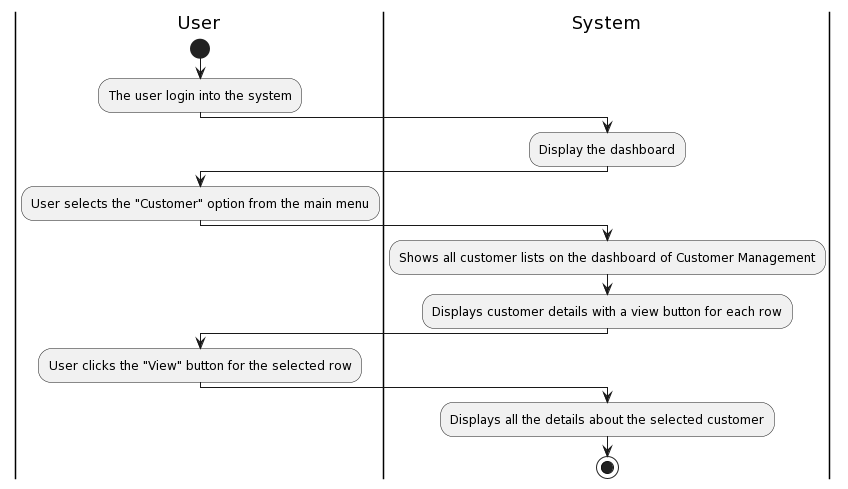 User
System
The user login into the system
Display the dashboard
User selects the "Customer" option from the main menu
Shows all customer lists on the dashboard of Customer Management
Displays customer details with a view button for each row
User clicks the "View" button for the selected row
Displays all the details about the selected customer